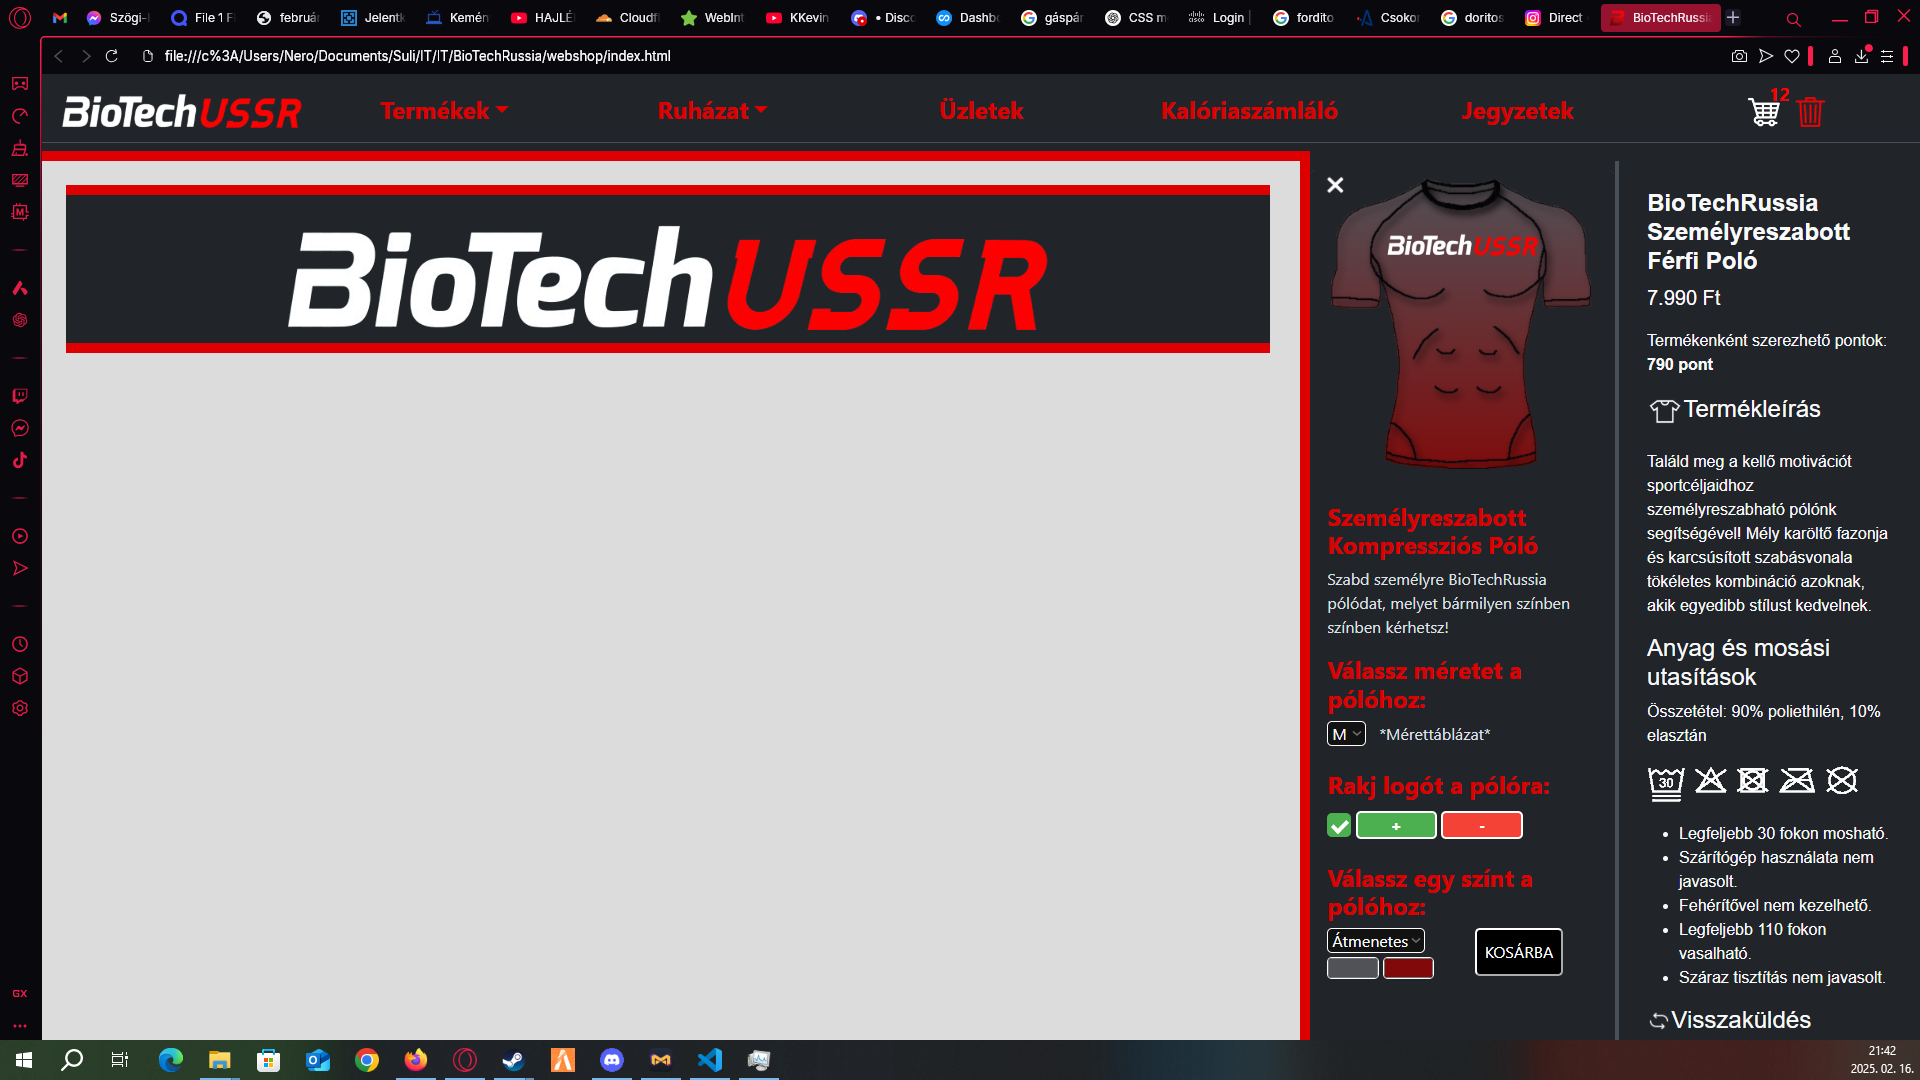 Szögi-
File 1 F
február
Jelentk
Kemén
HAJLÉ
Cloudf
WebInt
KKevin
• Disco
Dashbo
gáspár
CSS m
Login |
fordíto
Csokor
doritos
Direct
BioTechRussia
file:///c%3A/Users/Nero/Documents/Suli/IT/IT/BioTechRussia/webshop/index.html
BioTechUSSR
Termékek
Ruházat
Üzletek
Kalóriaszámláló
Jegyzetek
12
BioTechUSSR
BioTechUSSR
Személyreszabott
Kompressziós Póló
Szabd személyre BioTechRussia
pólódat, melyet bármilyen színben
színben kérhetsz!
Válassz méretet a
pólóhoz:
M *Mérettáblázat*
Rakj logót a pólóra:
+ -
Válassz egy színt a
pólóhoz:
Átmenetes
KOSÁRBA
BioTechRussia
Személyreszabott
Férfi Poló
7.990 Ft
Termékenként szerezhető pontok:
790 pont
Termékleírás
Találd meg a kellő motivációt
sportcéljaidhoz
személyreszabható pólónk
segítségével! Mély karöltő fazonja
és karcsúsított szabásvonala
tökéletes kombináció azoknak,
akik egyedibb stílust kedvelnek.
Anyag és mosási
utasítások
Összetétel: 90% poliethilén, 10%
elasztán
30
Legfeljebb 30 fokon mosható.
Szárítógép használata nem
javasolt.
Fehérítővel nem kezelhető.
Legfeljebb 110 fokon
vasalható.
Száraz tisztítás nem javasolt.
Visszaküldés
GX
21:42
2025. 02. 16.